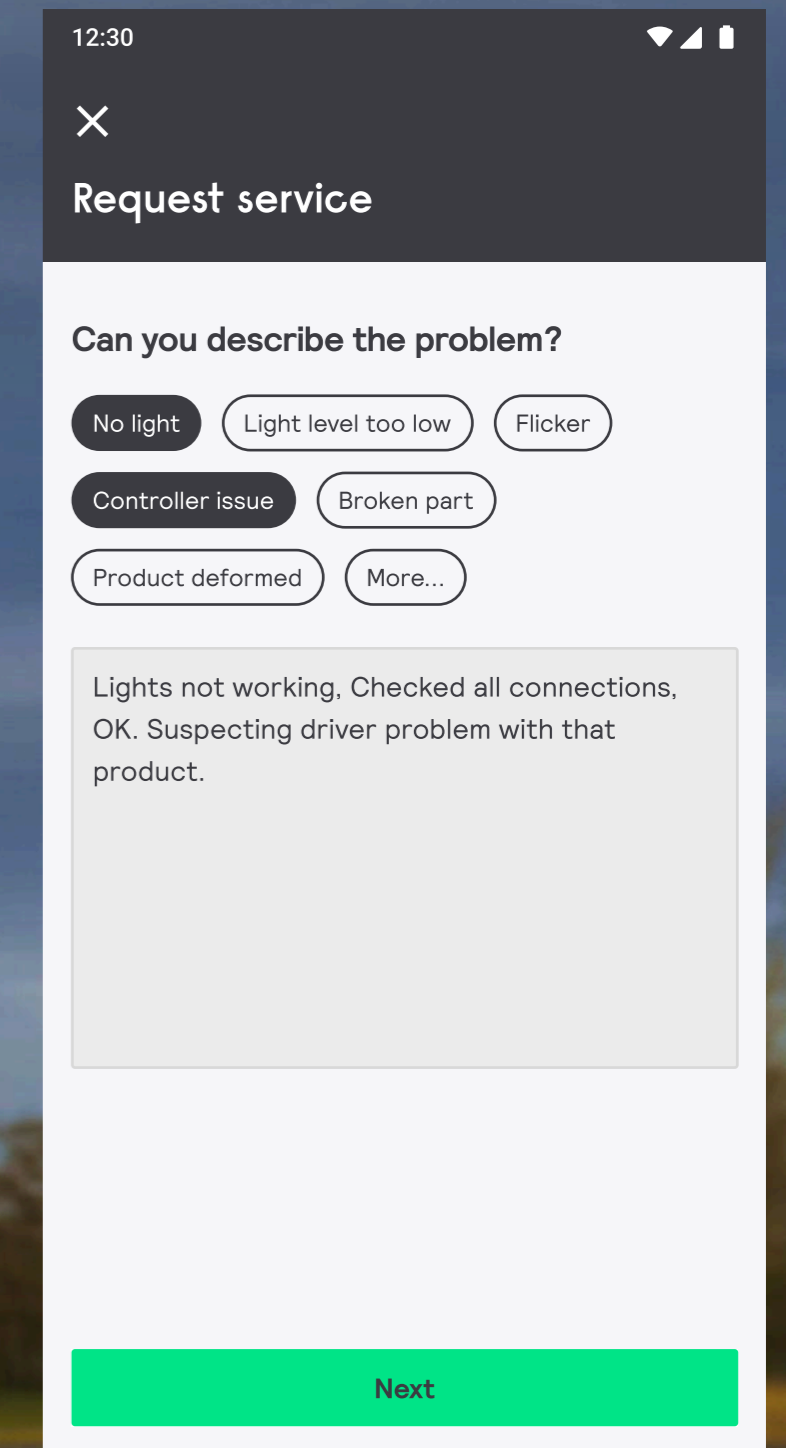 12:30
Request service
Can you describe the problem?
No light
Light level too low
Flicker
Controller issue
Broken part
Product deformed
More...
Lights not working, Checked all connections,
OK. Suspecting driver problem with that
product.
Next